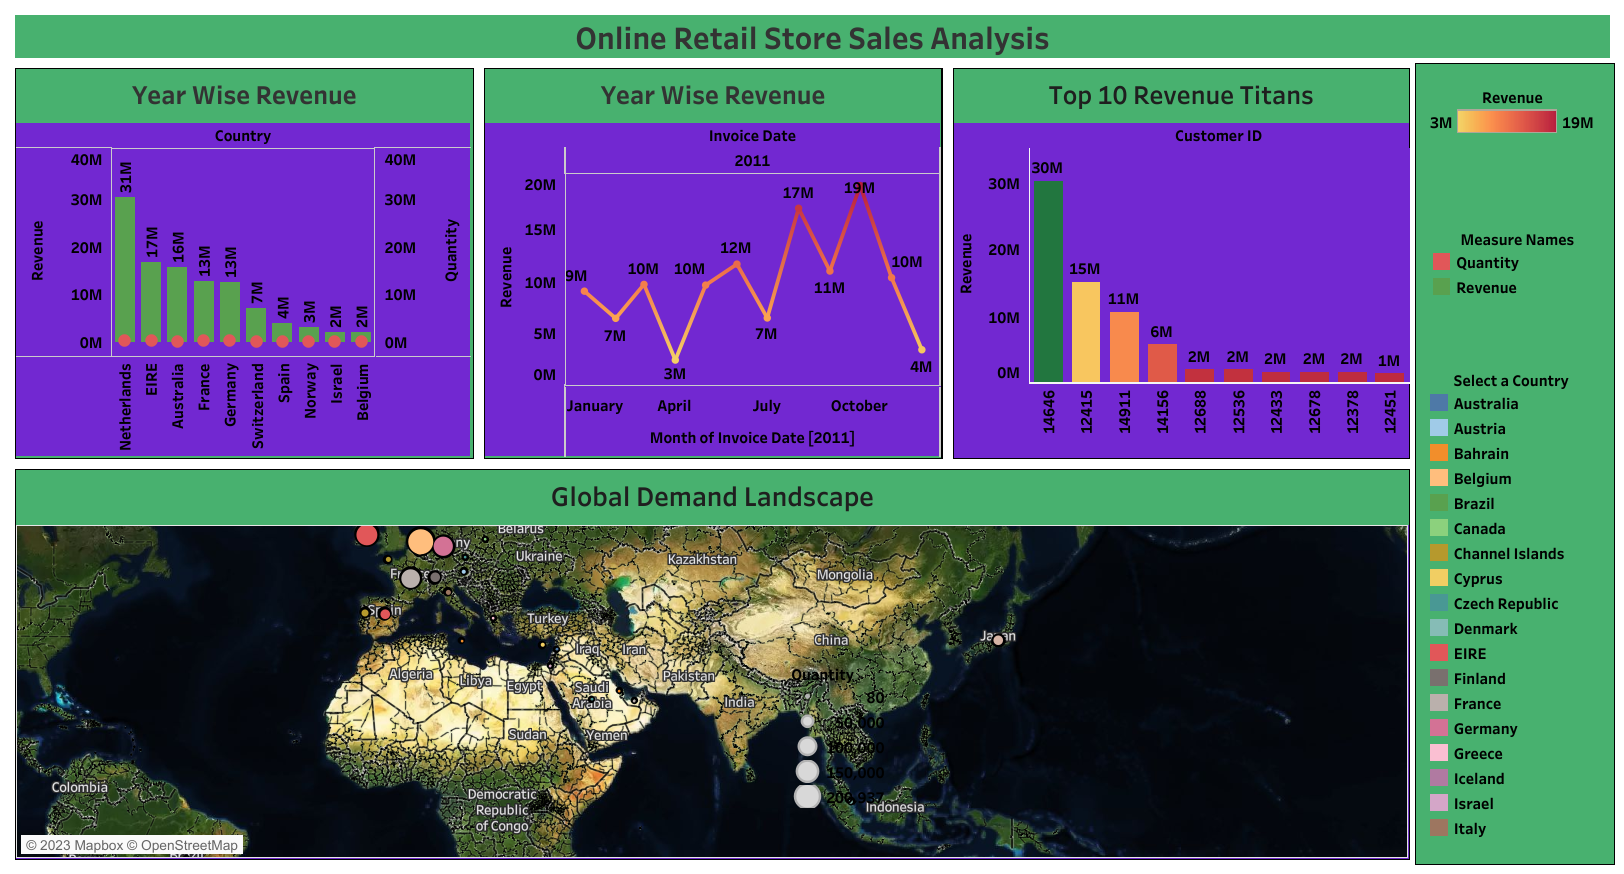 Online Retail Store Sales Analysis
Year Wise Revenue
Country
Revenue
40M
30M
20M
10M
0M
31M
17M
16M
13M
13M
7M
4M
3M
2M
2M
40M
30M
20M
10M
0M
Quantity
Netherlands
EIRE
Australia
France
Germany
Switzerland
Spain
Norway
Israel
Belgium
Year Wise Revenue
Invoice Date
2011
Revenue
20M
15M
10M
5M
0M
9M
7M
10M
3M
10M
12M
7M
17M
11M
19M
10M
4M
January
April
July
October
Month of Invoice Date [2011]
Top 10 Revenue Titans
Customer ID
Revenue
30M
20M
10M
0M
30M
15M
11M
6M
2M
2M
2M
2M
2M
1M
14646
12415
14911
14156
12688
12536
12433
12678
12378
12451
Revenue
3M
19M
Measure Names
Quantity
Revenue
Select a Country
Australia
Austria
Bahrain
Belgium
Brazil
Canada
Channel Islands
Cyprus
Czech Republic
Denmark
EIRE
Finland
France
Germany
Greece
Iceland
Israel
Italy
Global Demand Landscape
Belarus
ny
Ukraine
Kazakhstan
Mongolia
Spain
Turkey
China
Japan
Iraq
Iran
Algeria
Libya
Egypt
Saudi
Arabia
Pakistan
India
Sudan
Yemen
Colombia
Democratic
Republic
of Congo
Indonesia
Quantity
80
50,000
100,000
150,000
200,937
© 2023 Mapbox © OpenStreetMap